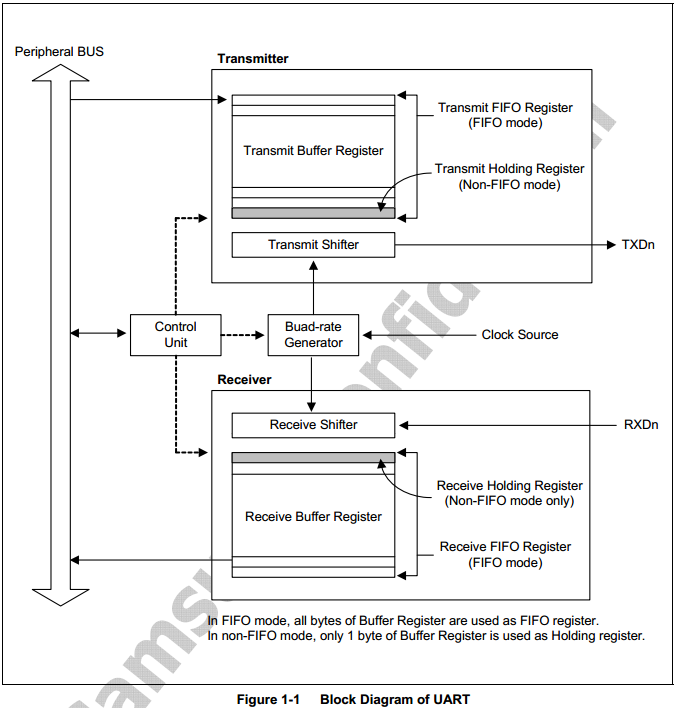 Peripheral BUS
Transmitter
Transmit FIFO Register
(FIFO mode)
Transmit Buffer Register
Transmit Holding Register
(Non-FIFO mode)
Transmit Shifter
TXDn
Control
Unit
Buad-rate
Generator
Clock Source
Receiver
Receive Shifter
RXDn
Receive Holding Register
(Non-FIFO mode only)
Receive Buffer Register
Receive FIFO Register
(FIFO mode)
In FIFO mode, all bytes of Buffer Register are used as FIFO register.
In non-FIFO mode, only 1 byte of Buffer Register is used as Holding register.
Figure 1-1 Block Diagram of UART